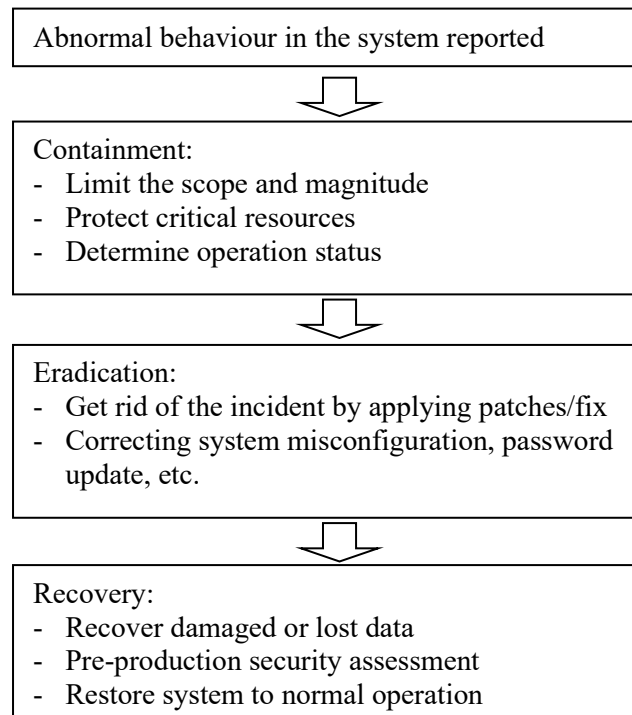 Abnormal behaviour in the system reported
Containment:
- Limit the scope and magnitude
- Protect critical resources
- Determine operation status
Eradication:
- Get rid of the incident by applying patches/fix
- Correcting system misconfiguration, password
update, etc.
Recovery:
- Recover damaged or lost data
- Pre-production security assessment
- Restore system to normal operation